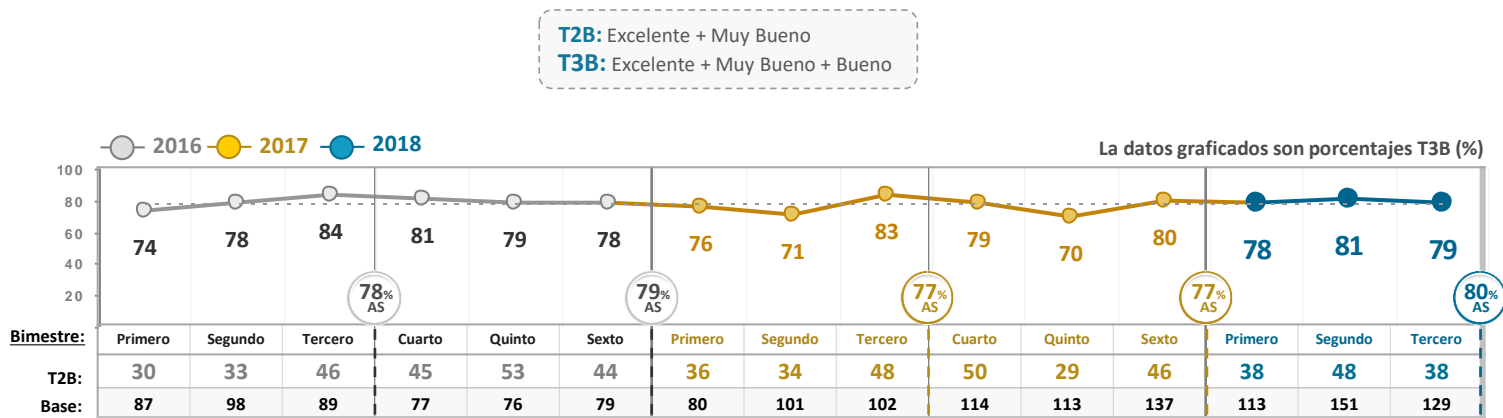 T2B: Excelente + Muy Bueno
T3B: Excelente + Muy Bueno + Bueno
2016 2017 2018
La datos graficados son porcentajes T3B (%)
100
80
60
40
20
74 78 84 81 79 78 76 71 83 79 70 80 78 81 79
78% AS 79% AS 77% AS 77% AS 80% AS
Bimestre: Primero Segundo Tercero Cuarto Quinto Sexto Primero Segundo Tercero Cuarto Quinto Sexto Primero Segundo Tercero
T2B: 30 33 46 45 53 44 36 34 48 50 29 46 38 48 38
Base: 87 98 89 77 76 79 80 101 102 114 113 137 113 151 129